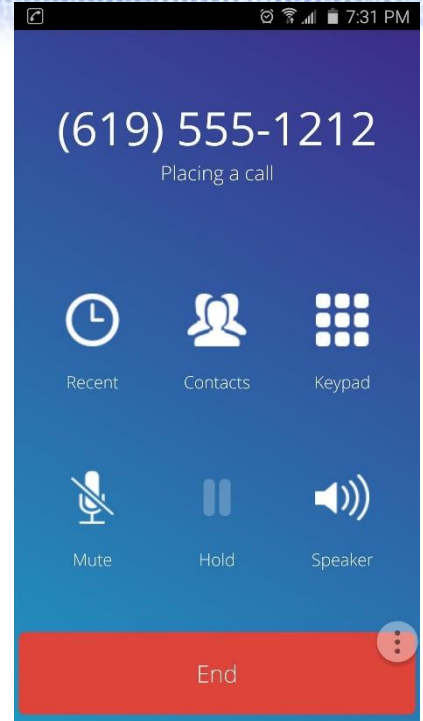 7:31 PM
(619) 555-1212
Placing a call
Recent Contacts Keypad
Mute Hold Speaker
End